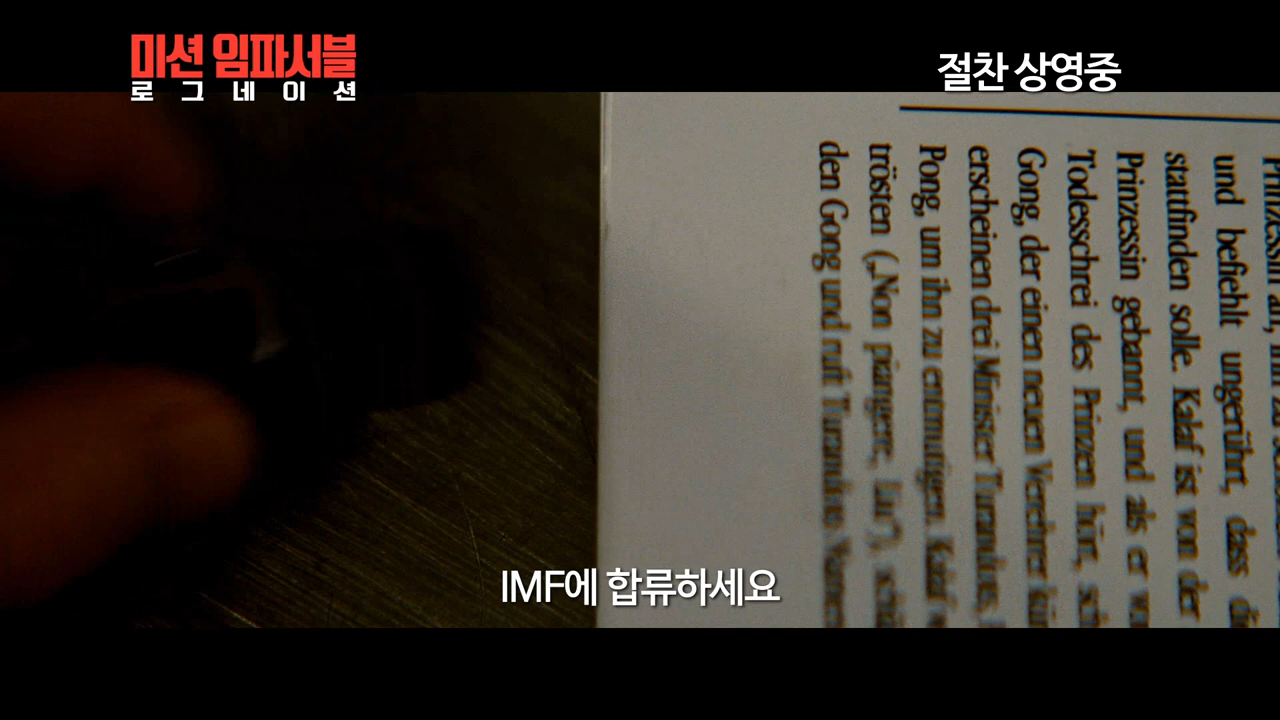 미션 임파서블
로그네이션
절찬 상영중
und befiehlt ungerührt, dass
stattfinden solle. Kalaf ist von der
Prinzessin gebannt, und als er
Todesschrei des Prinzen hört,
Gong, der einen neuen Verehrer
erscheinen drei Minister Turandots,
Pong, um ihn zu entmutigen. Kalaf
trösten („Non piangere, Liù“),
den Gong und ruft Turandots Namen
IMF에 합류하세요